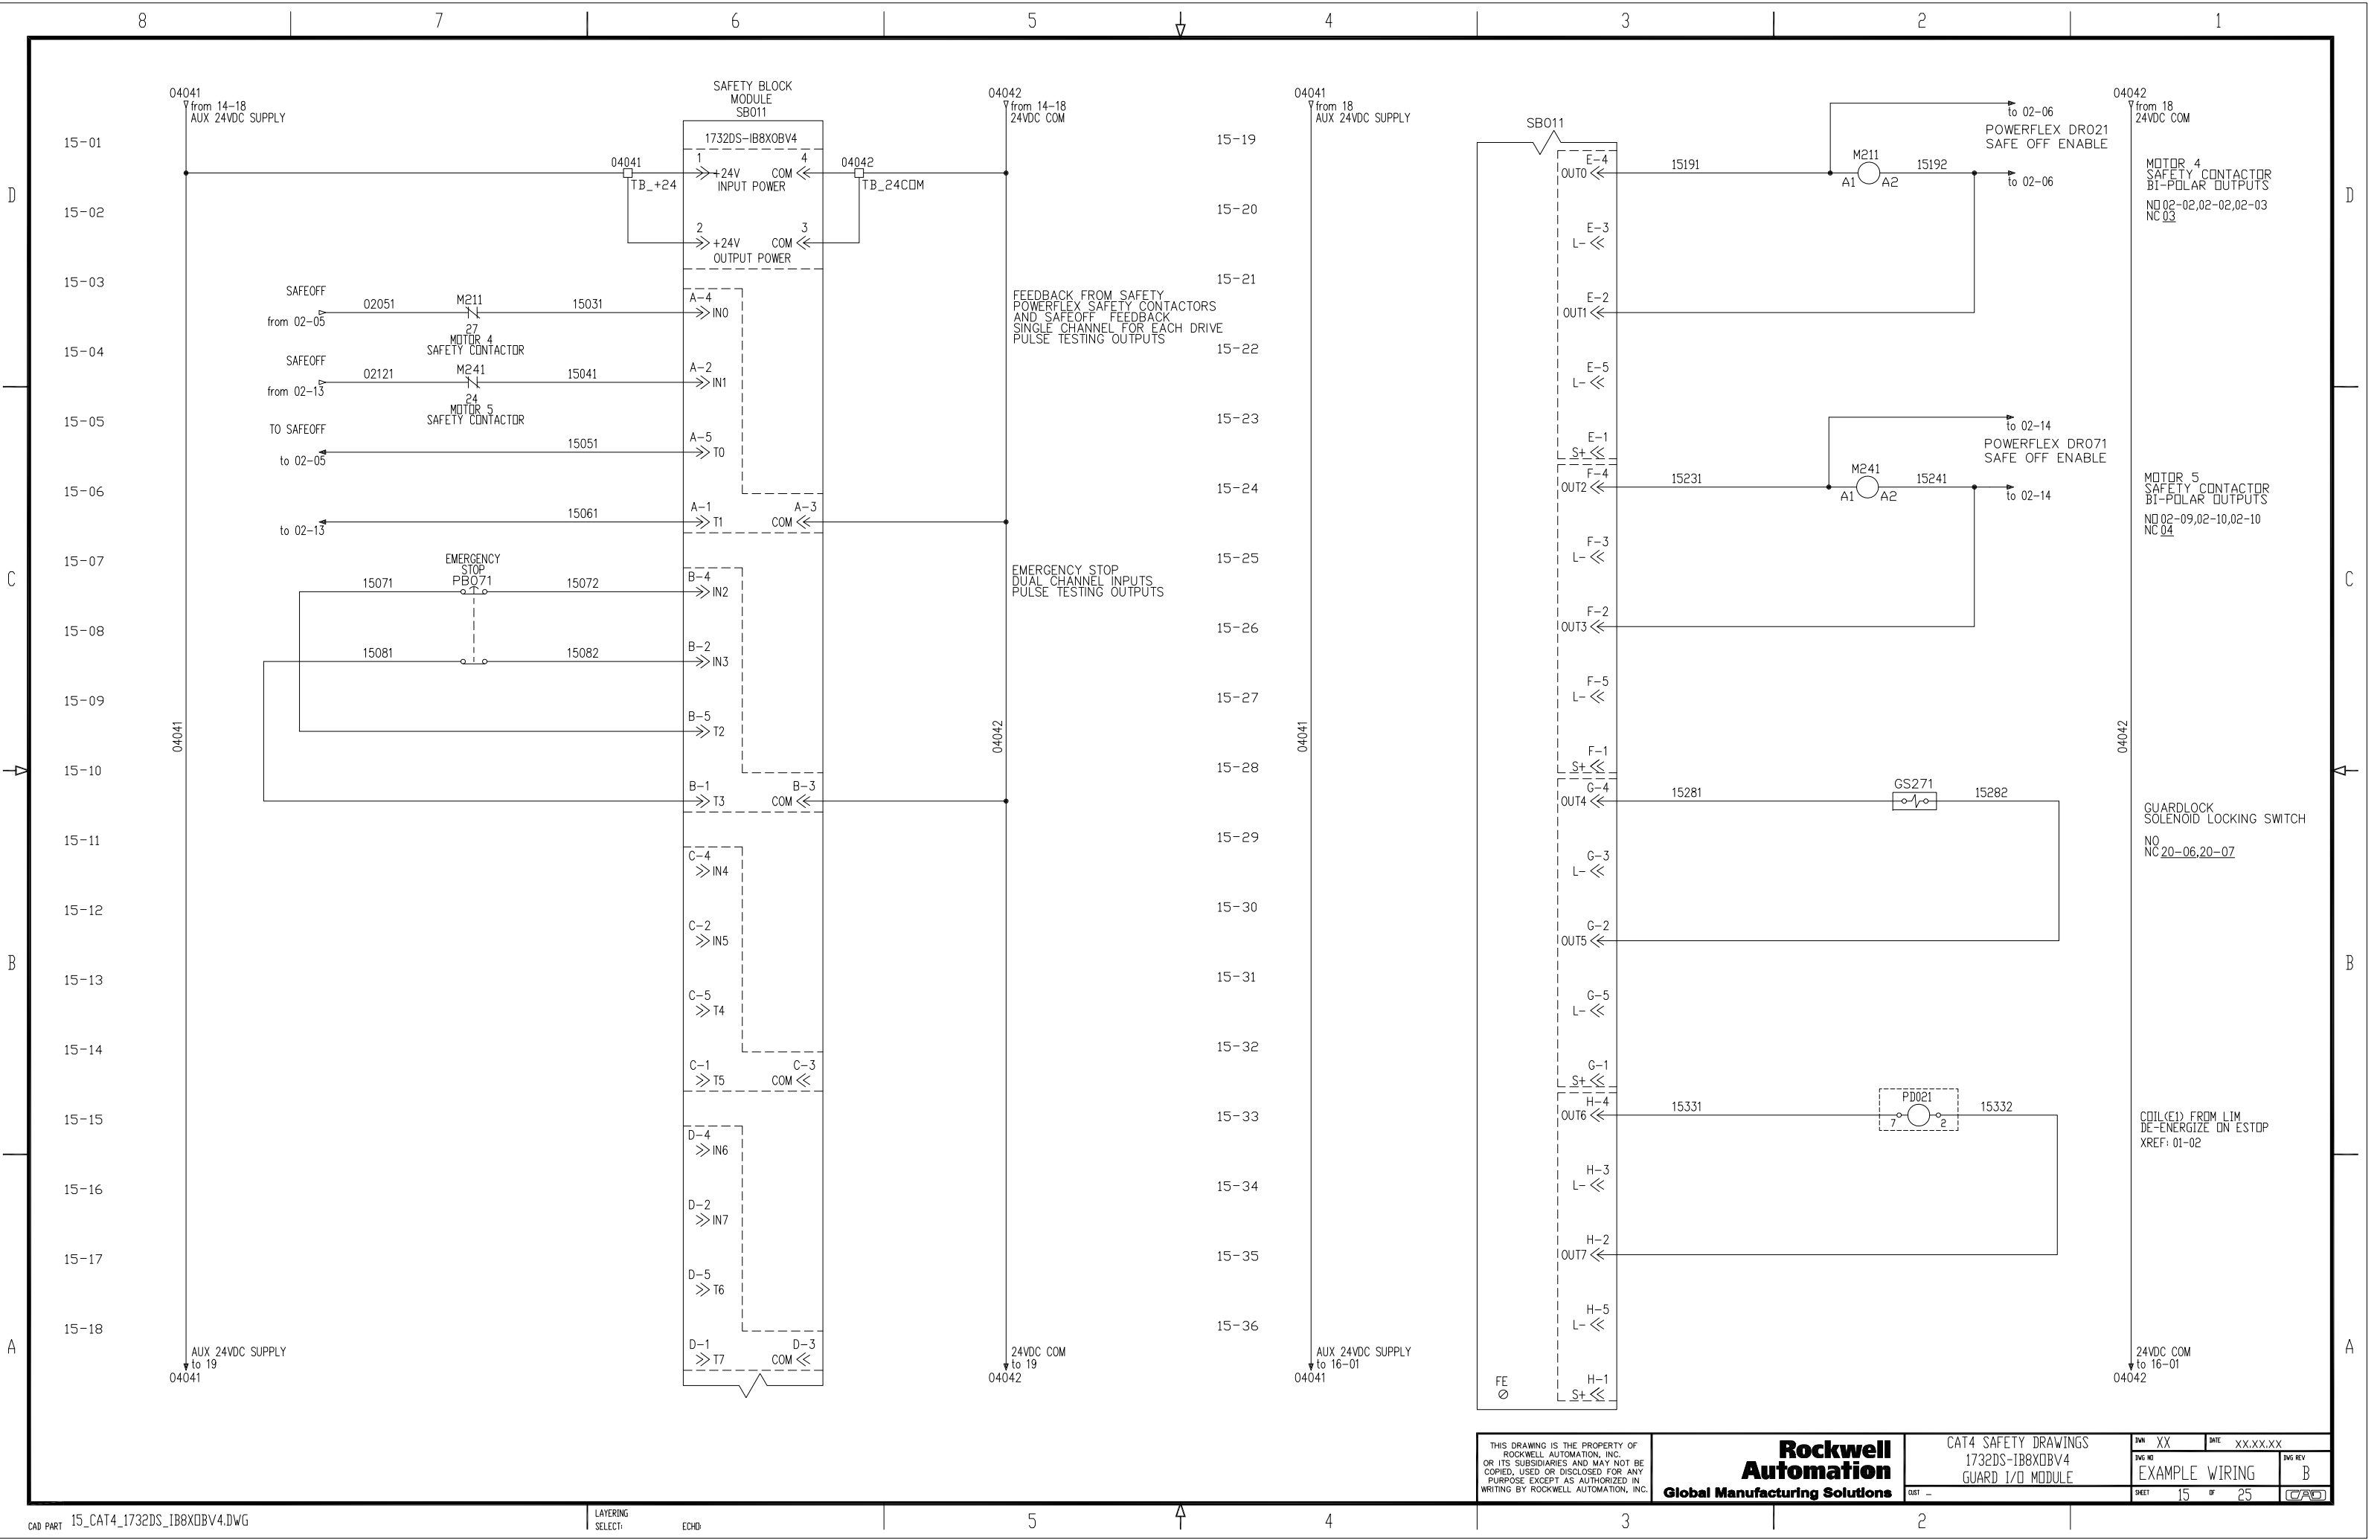 8 7 6 5 4 3 2 1
D
C
B
A
04041
from 14-18
AUX 24VDC SUPPLY
SAFETY BLOCK
MODULE
SB011
1732DS-IB8XOBV4
04042
from 14-18
24VDC COM
15-01
04041
TB_+24
1
+24V
4
COM
INPUT POWER
04042
TB_24COM
15-02
2
+24V
3
COM
OUTPUT POWER
15-03
SAFEOFF
from 02-05
02051
M211
27
MOTOR 4
SAFETY CONTACTOR
15031
A-4
IN0
FEEDBACK FROM SAFETY
POWERFLEX SAFETY CONTACTORS
AND SAFEOFF FEEDBACK
SINGLE CHANNEL FOR EACH DRIVE
PULSE TESTING OUTPUTS
15-04
SAFEOFF
from 02-13
02121
M241
24
MOTOR 5
SAFETY CONTACTOR
15041
A-2
IN1
15-05
TO SAFEOFF
to 02-05
15051
A-5
T0
15-06
to 02-13
15061
A-1
T1
A-3
COM
15-07
EMERGENCY
STOP
PB071
15071
15072
B-4
IN2
EMERGENCY STOP
DUAL CHANNEL INPUTS
PULSE TESTING OUTPUTS
15-08
15081
15082
B-2
IN3
15-09
04041
B-5
T2
04042
15-10
B-1
T3
B-3
COM
15-11
C-4
IN4
15-12
C-2
IN5
15-13
C-5
T4
15-14
C-1
T5
C-3
COM
15-15
D-4
IN6
15-16
D-2
IN7
15-17
D-5
T6
15-18
D-1
T7
D-3
COM
AUX 24VDC SUPPLY
to 19
04041
24VDC COM
to 19
04042
04041
from 18
AUX 24VDC SUPPLY
SB011
04042
from 18
24VDC COM
15-19
E-4
OUT0
15191
M211
A1 A2
15192
to 02-06
POWERFLEX DR021
SAFE OFF ENABLE
to 02-06
MOTOR 4
SAFETY CONTACTOR
BI-POLAR OUTPUTS
NO 02-02,02-02,02-03
NC 03
15-20
E-3
L-
15-21
E-2
OUT1
15-22
E-5
L-
15-23
E-1
S+
15-24
F-4
OUT2
15231
M241
A1 A2
15241
to 02-14
POWERFLEX DR071
SAFE OFF ENABLE
to 02-14
MOTOR 5
SAFETY CONTACTOR
BI-POLAR OUTPUTS
NO 02-09,02-10,02-10
NC 04
15-25
F-3
L-
15-26
F-2
OUT3
15-27
F-5
L-
04041
04042
15-28
F-1
S+
G-4
OUT4
15281
GS271
15282
GUARDLOCK
SOLENOID LOCKING SWITCH
NO
NC 20-06,20-07
15-29
G-3
L-
15-30
G-2
OUT5
15-31
G-5
L-
15-32
G-1
S+
15-33
H-4
OUT6
15331
PD021
7 2
15332
COIL(E1) FROM LIM
DE-ENERGIZE ON ESTOP
XREF: 01-02
15-34
H-3
L-
15-35
H-2
OUT7
15-36
H-5
L-
H-1
S+
FE
AUX 24VDC SUPPLY
to 16-01
04041
24VDC COM
to 16-01
04042
THIS DRAWING IS THE PROPERTY OF
ROCKWELL AUTOMATION, INC.
OR ITS SUBSIDIARIES AND MAY NOT BE
COPIED, USED OR DISCLOSED FOR ANY
PURPOSE EXCEPT AS AUTHORIZED IN
WRITING BY ROCKWELL AUTOMATION, INC.
Rockwell
Automation
Global Manufacturing Solutions
CAT4 SAFETY DRAWINGS
1732DS-IB8XOBV4
GUARD I/O MODULE
CUST -
DWN XX
DATE XX.XX.XX
DWG NO
EXAMPLE WIRING
DWG REV
B
SHEET 15 OF 25
CAD
CAD PART 15_CAT4_1732DS_IB8XOBV4.DWG
LAYERING
SELECT: ECHO:
5 4 3 2
D
C
B
A